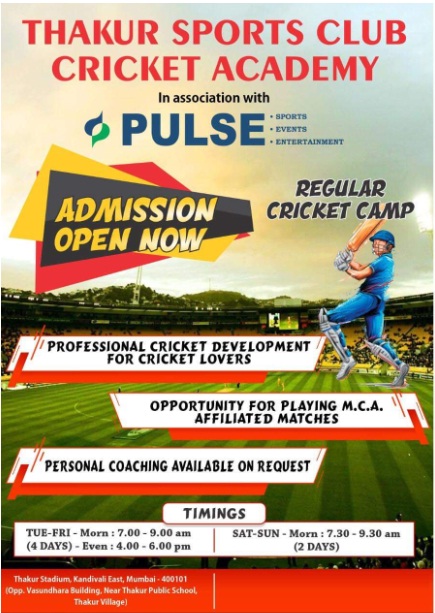 THAKUR SPORTS CLUB
CRICKET ACADEMY
In association with
PULSE
• SPORTS
• EVENTS
• ENTERTAINMENT
ADMISSION
OPEN NOW
REGULAR
CRICKET CAMP
PROFESSIONAL CRICKET DEVELOPMENT
FOR CRICKET LOVERS
OPPORTUNITY FOR PLAYING M.C.A.
AFFILIATED MATCHES
PERSONAL COACHING AVAILABLE ON REQUEST
TIMINGS
TUE-FRI - Morn : 7.00 - 9.00 am
(4 DAYS) - Even : 4.00 - 6.00 pm
SAT-SUN - Morn : 7.30 - 9.30 am
(2 DAYS)
Thakur Stadium, Kandivali East, Mumbai - 400101
(Opp. Vasundhara Building, Near Thakur Public School,
Thakur Village)